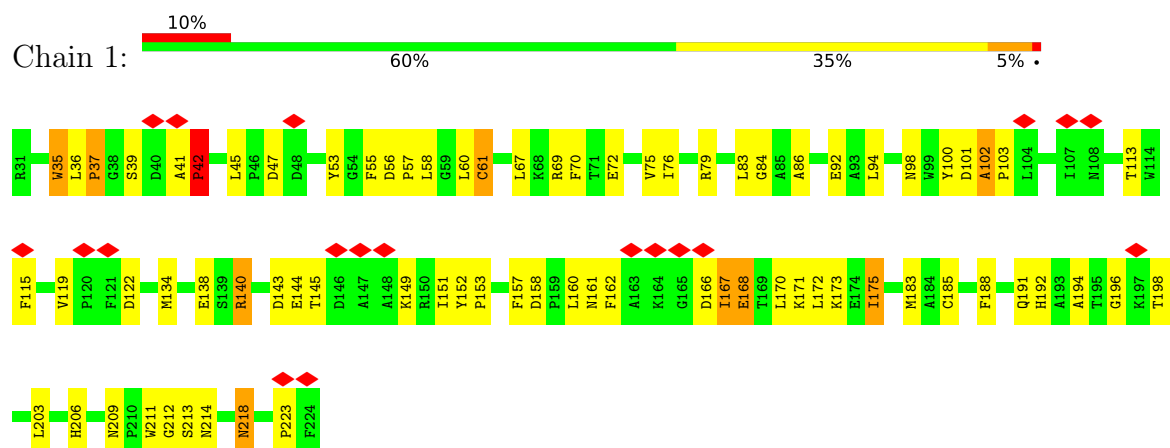 10%
Chain 1:
60% 35% 5% •
R31 W35 L36 P37 G38 S39 D40 A41 P42 L45 P46 D47 D48 Y53 G54 F55 D56 P57 L58 G59 L60 C61 L67 K68 R69 F70 T71 E72 V75 I76 R79 L83 G84 A85 A86 E92 A93 L94 N98 W99 Y100 D101 A102 P103 L104 I107 N108 T113 W114
F115 V119 P120 F121 D122 M134 E138 S139 R140 D143 E144 T145 D146 A147 A148 K149 R150 I151 Y152 P153 F157 D158 P159 L160 N161 F162 A163 K164 G165 D166 I167 E168 T169 L170 K171 L172 K173 E174 I175 M183 A184 C185 F188 Q191 H192 A193 A194 T195 G196 K197 T198
L203 H206 N209 P210 W211 G212 S213 N214 N218 P223 F224